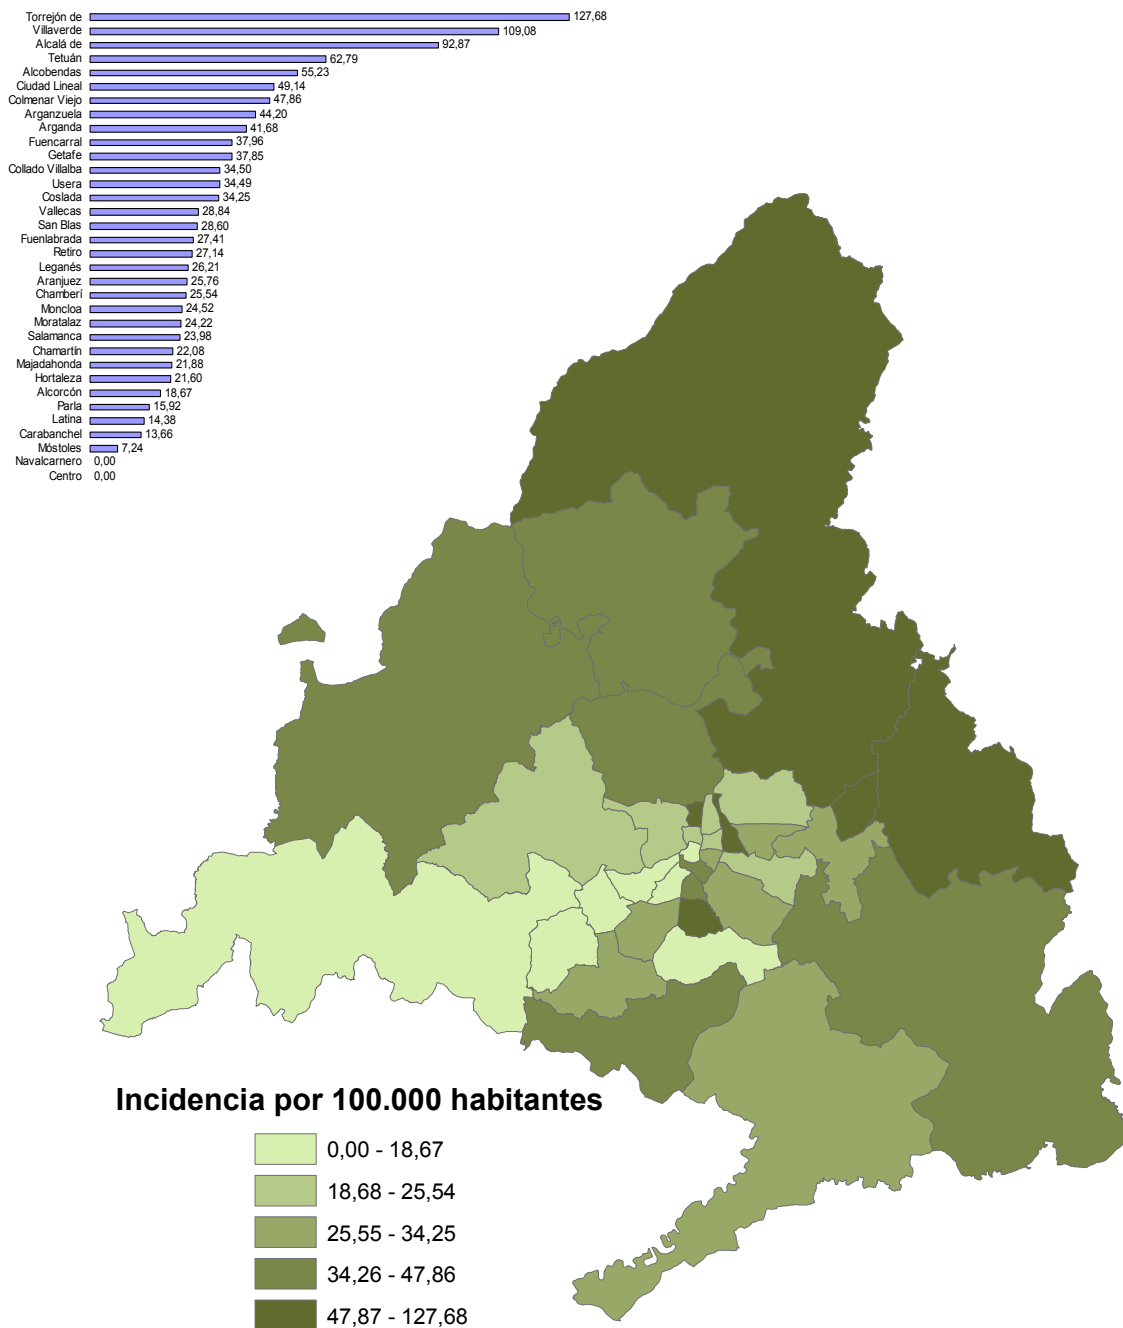 Torrejón de 127,68
Villaverde 109,08
Alcalá de 92,87
Tetuán 62,79
Alcobendas 55,23
Ciudad Lineal 49,14
Colmenar Viejo 47,86
Arganzuela 44,20
Arganda 41,68
Fuencarral 37,96
Getafe 37,85
Collado Villalba 34,50
Usera 34,49
Coslada 34,25
Vallecas 28,84
San Blas 28,60
Fuenlabrada 27,41
Retiro 27,14
Leganés 26,21
Aranjuez 25,76
Chamberí 25,54
Moncloa 24,52
Moratalaz 24,22
Salamanca 23,98
Chamartín 22,08
Majadahonda 21,88
Hortaleza 21,60
Alcorcón 18,67
Parla 15,92
Latina 14,38
Carabanchel 13,66
Móstoles 7,24
Navalcarnero 0,00
Centro 0,00
Incidencia por 100.000 habitantes
0,00 - 18,67
18,68 - 25,54
25,55 - 34,25
34,26 - 47,86
47,87 - 127,68